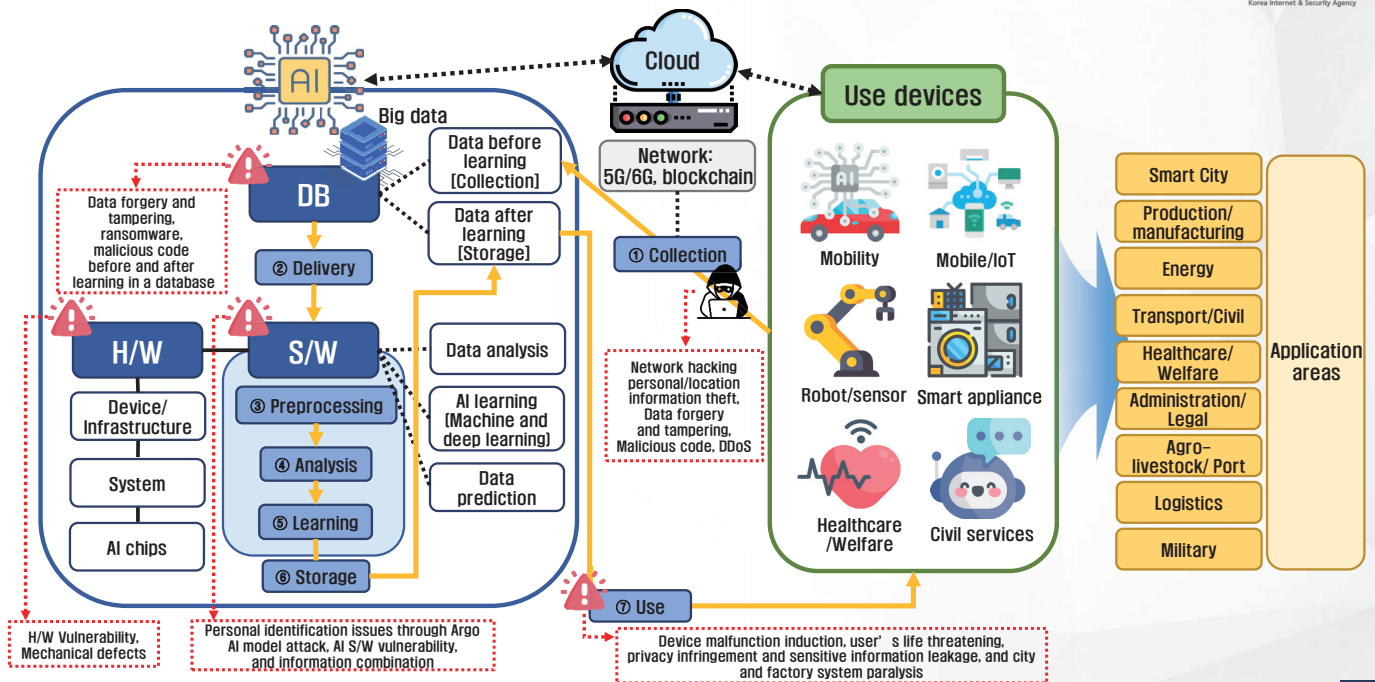 Korea Internet & Security Agency
AI
Cloud
Use devices
Big data
Data before
learning
[Collection]
Network:
5G/6G, blockchain
DB
Data forgery and
tampering,
ransomware,
malicious code
before and after
learning in a database
Data after
learning
[Storage]
① Collection
② Delivery
AI
Mobility
Mobile/IoT
H/W
S/W
Data analysis
Network hacking
personal/location
information theft,
Data forgery
and tampering,
Malicious code, DDoS
Robot/sensor
Smart appliance
Device/
Infrastructure
③ Preprocessing
AI learning
(Machine and
deep learning)
System
④ Analysis
Data
prediction
AI chips
⑤ Learning
Healthcare
/Welfare
Civil services
⑥ Storage
⑦ Use
H/W Vulnerability,
Mechanical defects
Personal identification issues through Argo
AI model attack, AI S/W vulnerability,
and information combination
Device malfunction induction, user’ s life threatening,
privacy infringement and sensitive information leakage, and city
and factory system paralysis
Smart City
Production/
manufacturing
Energy
Transport/Civil
Healthcare/
Welfare
Administration/
Legal
Agro-
livestock/ Port
Logistics
Military
Application
areas